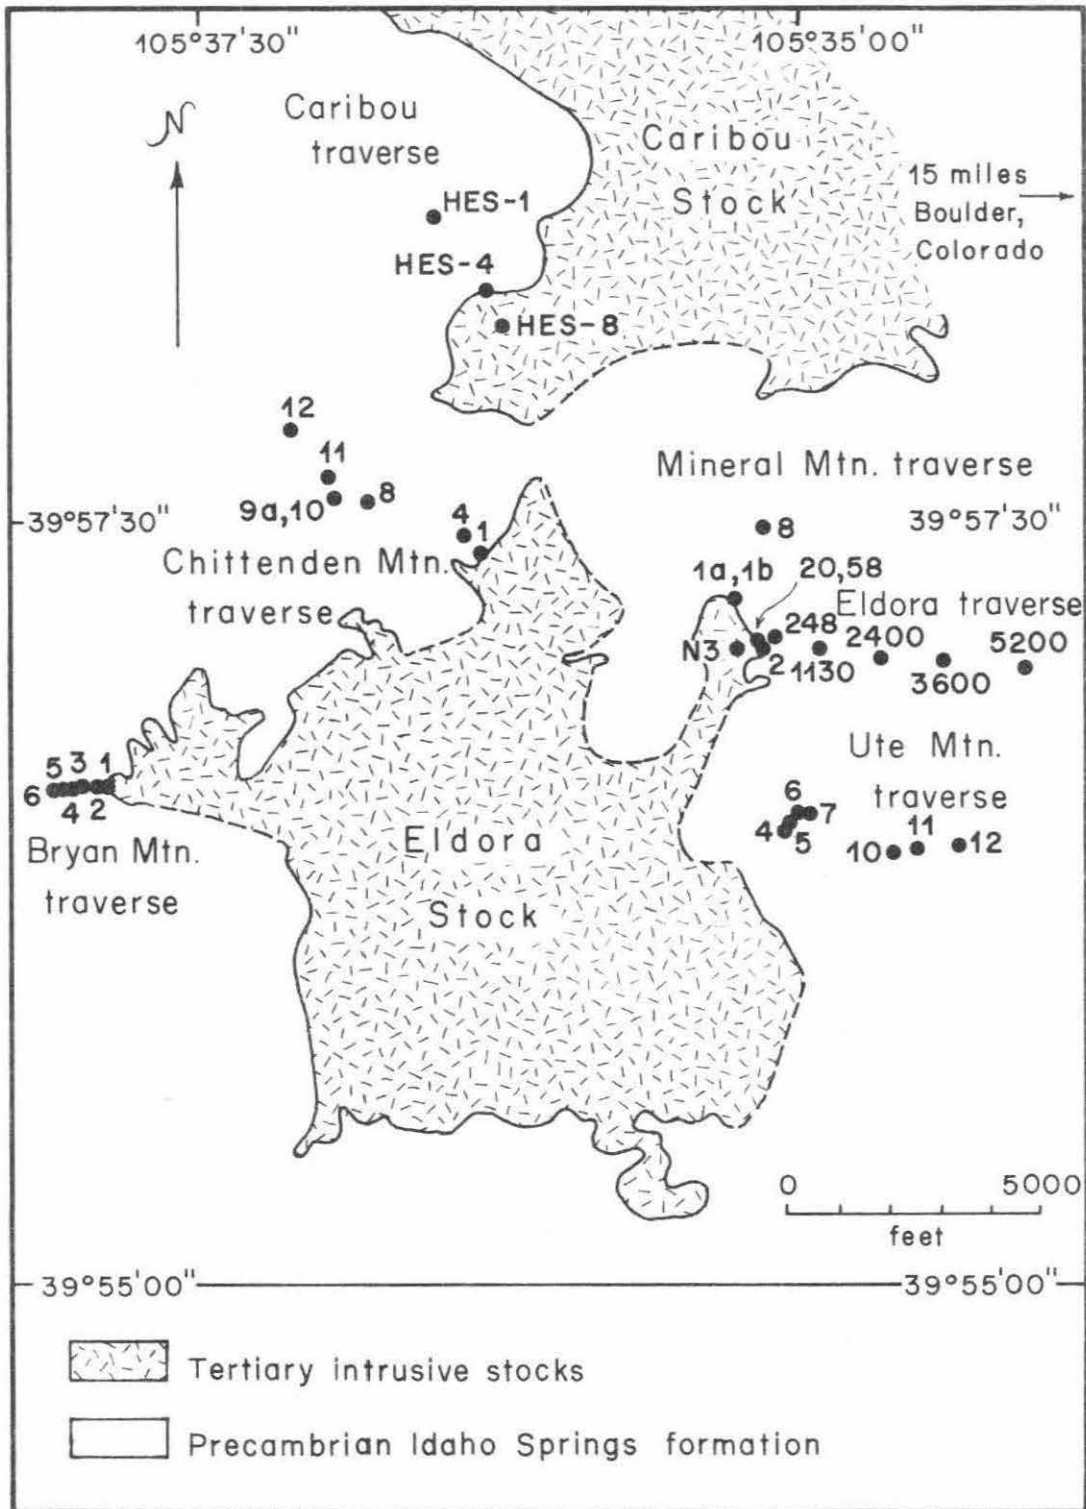 105°37'30"
105°35'00"
N
Caribou
traverse
Caribou
Stock
15 miles
Boulder,
Colorado
HES-1
HES-4
HES-8
12
11
9a,10
8
4
1
Mineral Mtn. traverse
39°57'30"
39°57'30"
8
Chittenden Mtn.
traverse
1a,1b
20,58
Eldora traverse
N3
248
2
1130
2400
3600
5200
Ute Mtn.
traverse
5 3 1
6 4 2
Bryan Mtn.
traverse
Eldora
Stock
6
7
4
5
10
11
12
0 5000
feet
39°55'00"
39°55'00"
Tertiary intrusive stocks
Precambrian Idaho Springs formation